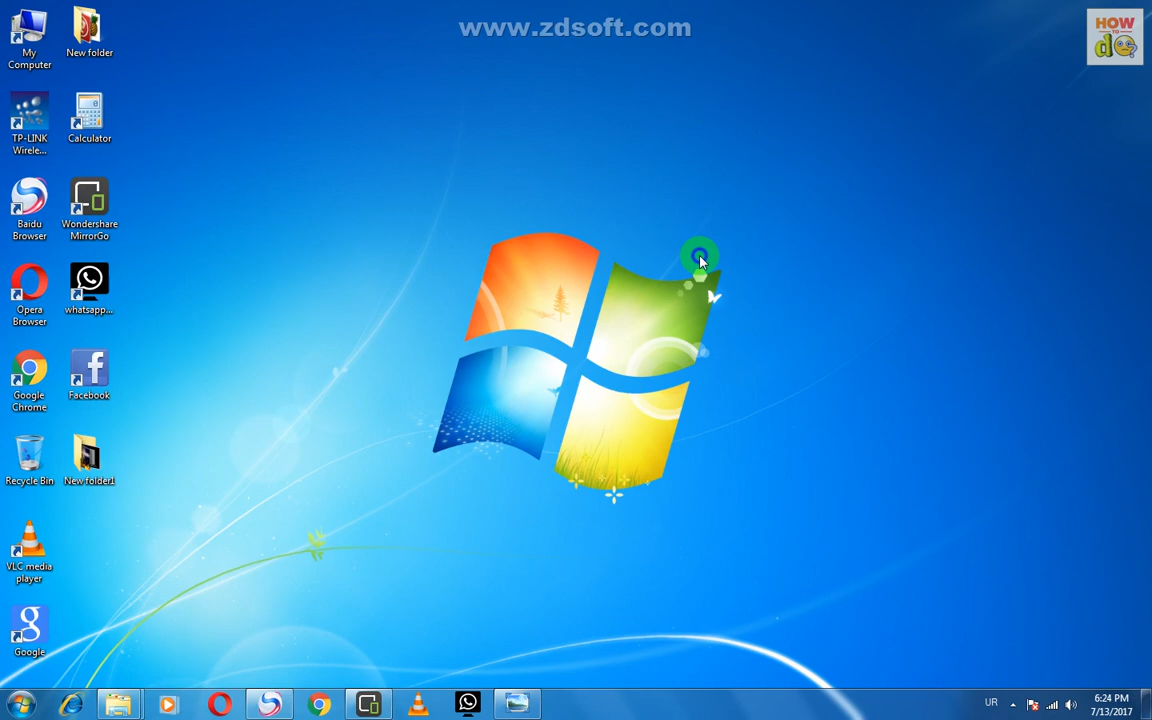 www.zdsoft.com
HOW
TO
do
My
Computer
New folder
TP-LINK
Wirele...
Calculator
Baidu
Browser
Wondershare
MirrorGo
Opera
Browser
whatsapp...
Google
Chrome
Facebook
Recycle Bin
New folder1
VLC media
player
g
Google
UR
6:24 PM
7/13/2017